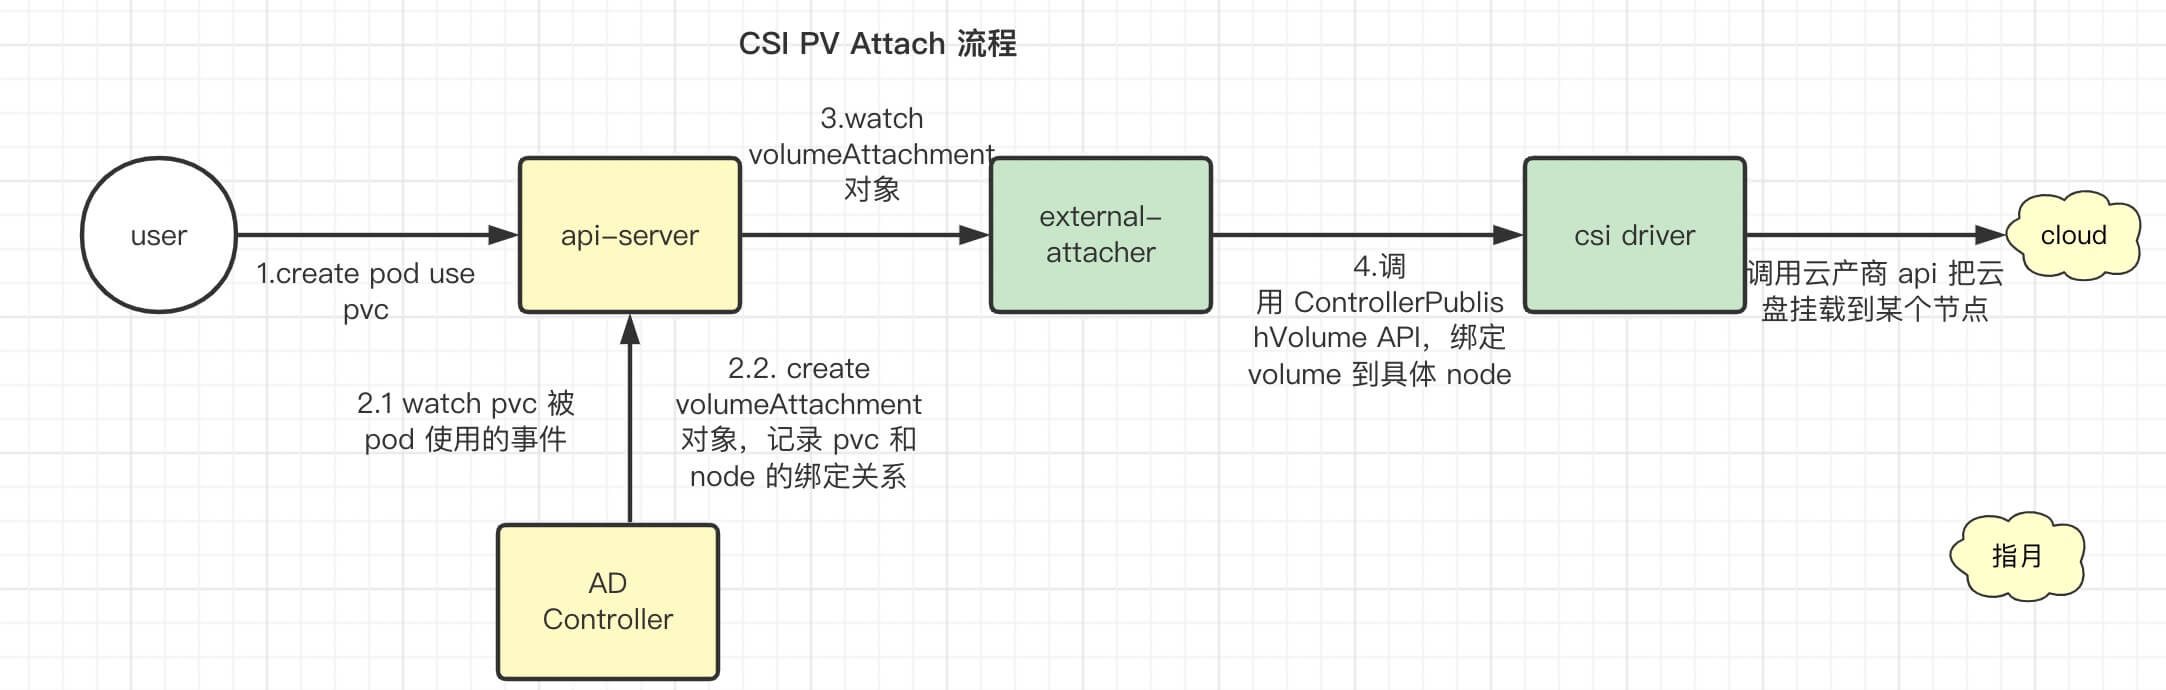 CSI PV Attach 流程
user
1.create pod use
pvc
api-server
3.watch
volumeAttachment
对象
external-
attacher
4.调
用 ControllerPublis
hVolume API，绑定
volume 到具体 node
csi driver
调用云产商 api 把云
盘挂载到某个节点
cloud
2.1 watch pvc 被
pod 使用的事件
2.2. create
volumeAttachment
对象，记录 pvc 和
node 的绑定关系
AD
Controller
指月